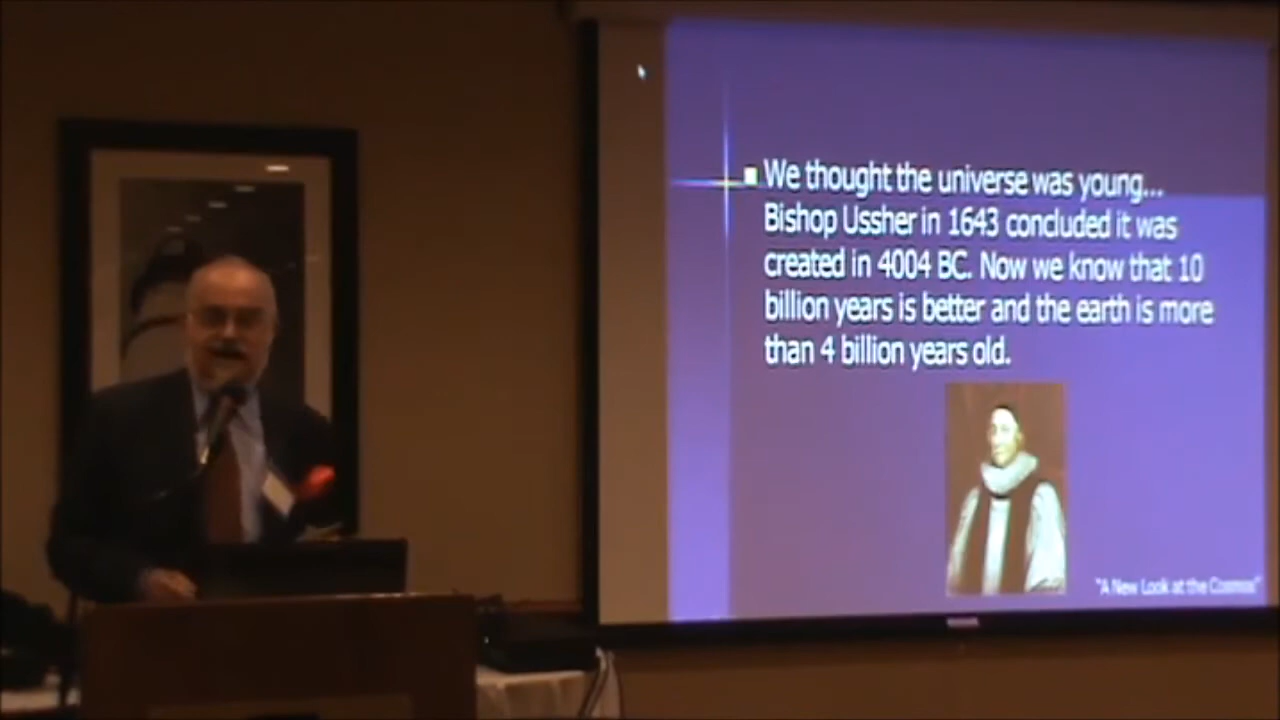 We thought the universe was young...
Bishop Ussher in 1643 concluded it was
created in 4004 BC. Now we know that 10
billion years is better and the earth is more
than 4 billion years old.
"A New Look at the Cosmos"